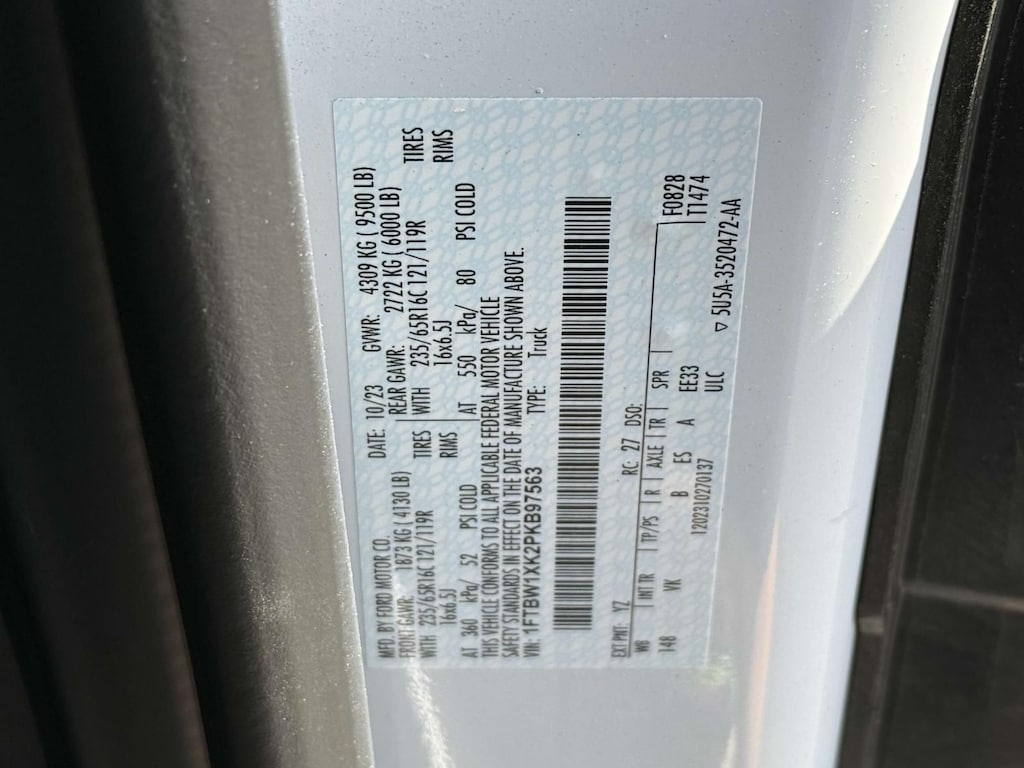 MFD. BY FORD MOTOR CO. DATE: 10/23 GVWR: 4309 KG ( 9500 LB)
FRONT GAWR: 1873 KG ( 4130 LB) REAR GAWR: 2722 KG ( 6000 LB)
WITH 235/65R16C 121/119R TIRES WITH 235/65R16C 121/119R TIRES
16x6.5J RIMS 16x6.5J RIMS
AT 360 kPa/ 52 PSI COLD AT 550 kPa/ 80 PSI COLD
THIS VEHICLE CONFORMS TO ALL APPLICABLE FEDERAL MOTOR VEHICLE
SAFETY STANDARDS IN EFFECT ON THE DATE OF MANUFACTURE SHOWN ABOVE.
VIN: 1FTBW1XK2PKB97563 TYPE: Truck
EXT PNT: YZ RC: 27 DSO:
WB INT TR TP/PS R AXLE TR SPR F0828
148 VK B ES A EE33 T1474
ULC
120231027 0137 ▽ 5U5A-3520472-AA